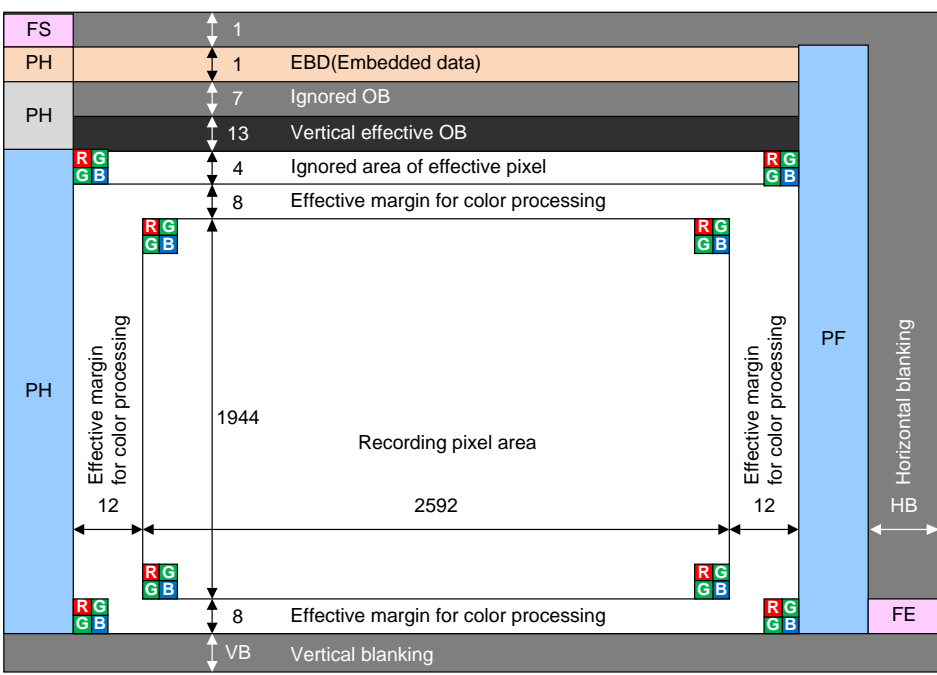 FS
1
PH
1
EBD(Embedded data)
PH
7
Ignored OB
13
Vertical effective OB
R G
G B
4
Ignored area of effective pixel
R G
G B
8
Effective margin for color processing
R G
G B
R G
G B
PH
Effective margin
for color processing
12
1944
Recording pixel area
2592
Effective margin
for color processing
12
PF
Horizontal blanking
HB
R G
G B
R G
G B
R G
G B
8
Effective margin for color processing
R G
G B
FE
VB
Vertical blanking